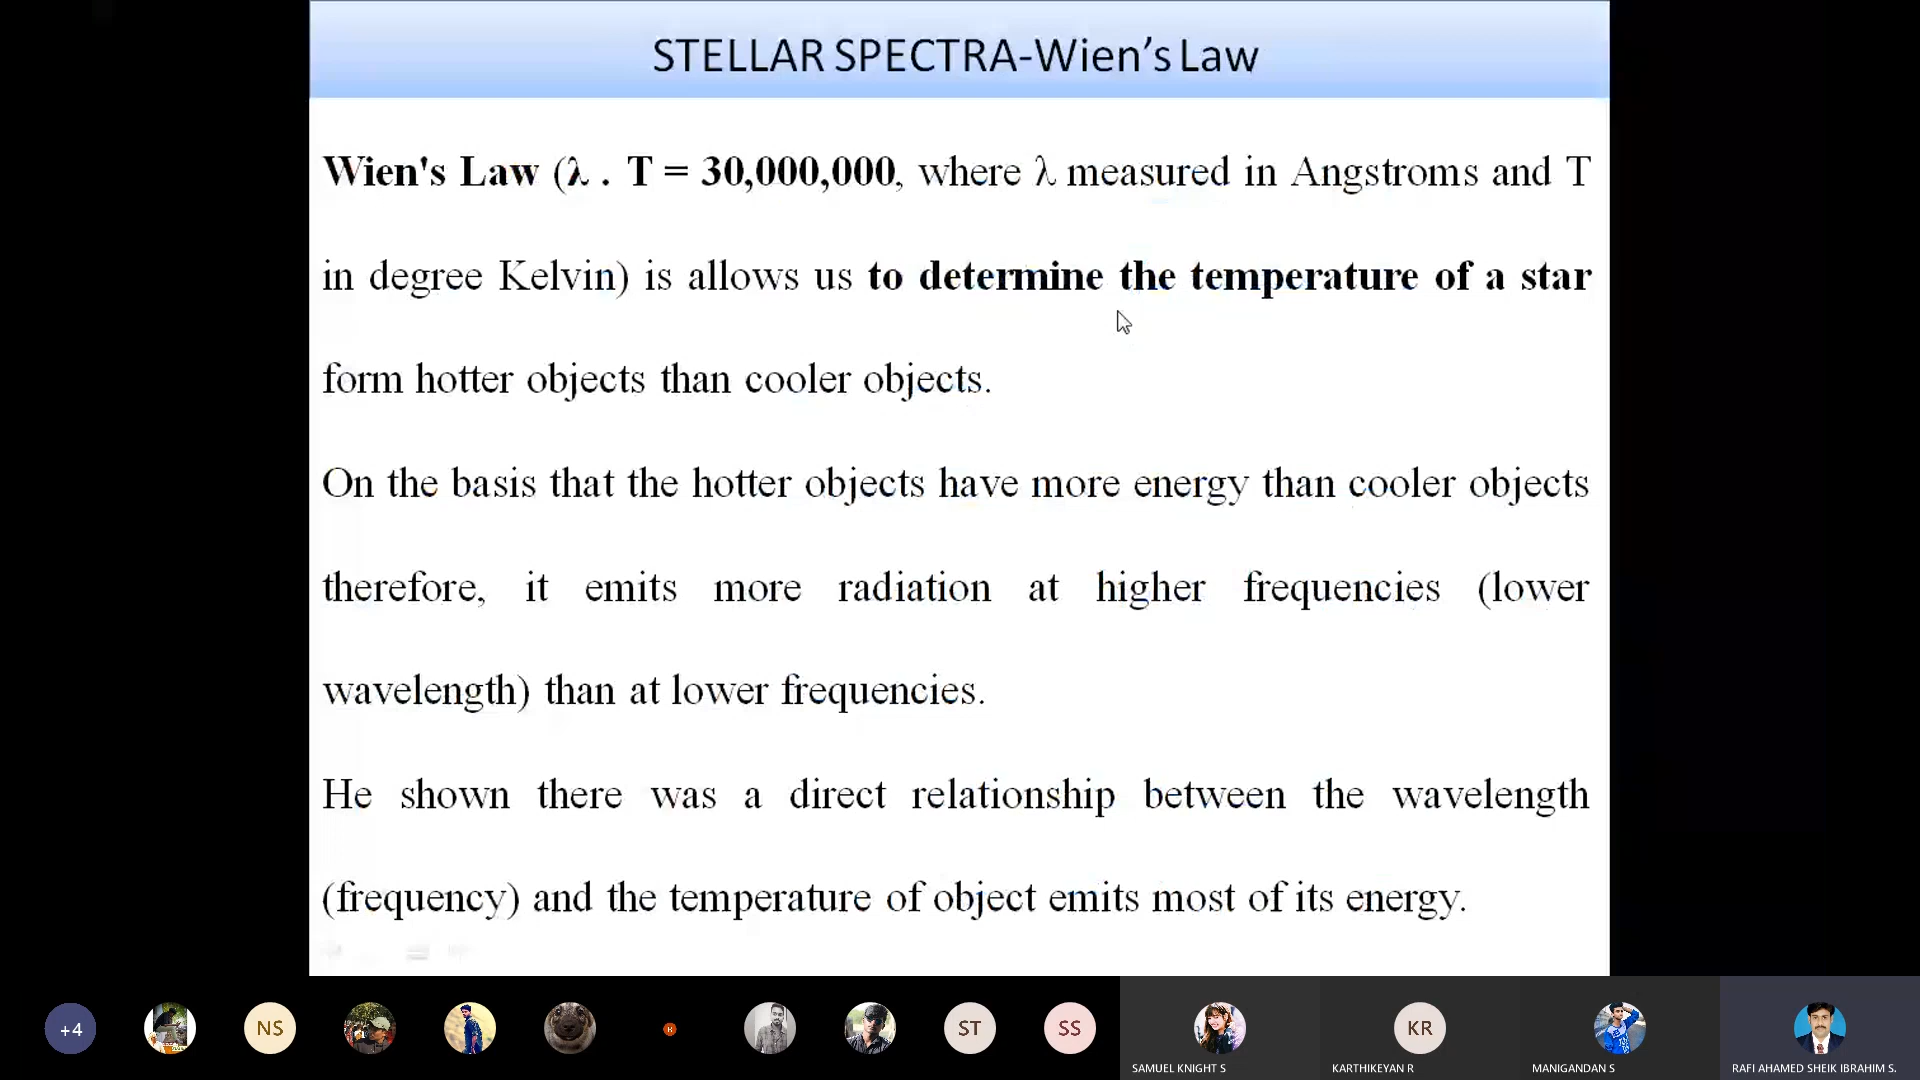 STELLAR SPECTRA-Wien’s Law
Wien's Law (λ . T = 30,000,000, where λ measured in Angstroms and T
in degree Kelvin) is allows us to determine the temperature of a star
form hotter objects than cooler objects.
On the basis that the hotter objects have more energy than cooler objects
therefore, it emits more radiation at higher frequencies (lower
wavelength) than at lower frequencies.
He shown there was a direct relationship between the wavelength
(frequency) and the temperature of object emits most of its energy.
+4
NS
K
ST
SS
KR
SAMUEL KNIGHT S
KARTHIKEYAN R
MANIGANDAN S
RAFI AHAMED SHEIK IBRAHIM S.